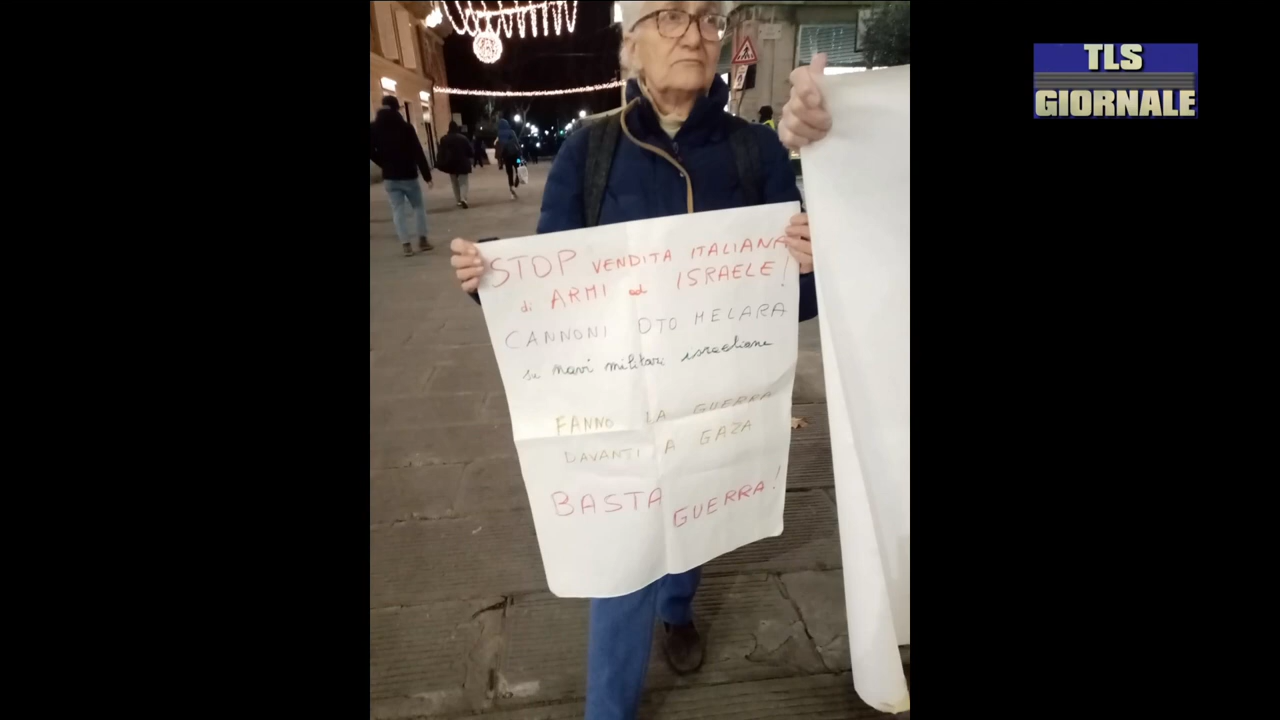 TLS
GIORNALE
STOP VENDITA ITALIANA
di ARMI ad ISRAELE!
CANNONI OTO MELARA
su navi militari israeliane
FANNO LA GUERRA
DAVANTI A GAZA
BASTA GUERRA!